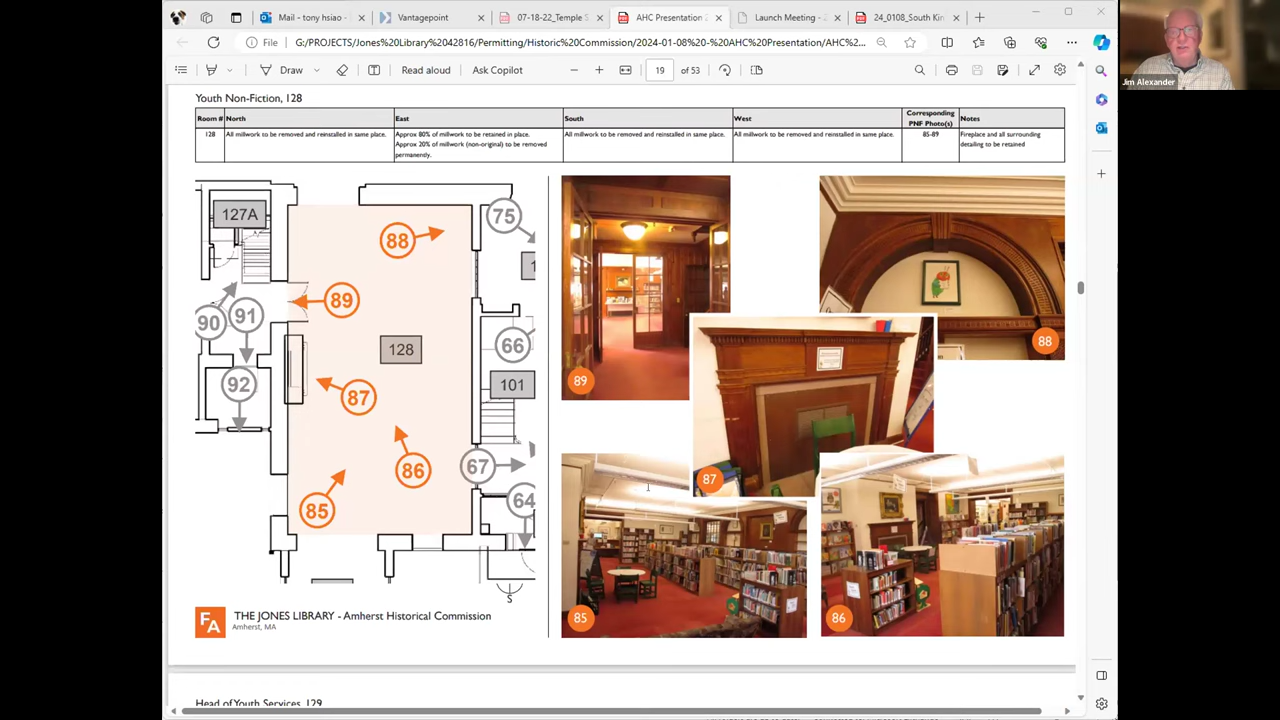 Mail - tony hsiao -
Vantagepoint
07-18-22_Temple S
AHC Presentation 2
Launch Meeting - 2
24_0108_South Kin
File
G:/PROJECTS/Jones%20Library%2042816/Permitting/Historic%20Commission/2024-01-08%20-%20AHC%20Presentation/AHC%2...
Draw
Read aloud
Ask Copilot
19 of 53
Jim Alexander
Youth Non-Fiction, 128
Room # North East South West Corresponding PNF Photo(s) Notes
128
All millwork to be removed and reinstalled in same place.
Approx 80% of millwork to be retained in place.
Approx 20% of millwork (non-original) to be removed
permanently.
All millwork to be removed and reinstalled in same place.
All millwork to be removed and reinstalled in same place.
85-89
Fireplace and all surrounding
detailing to be retained
127A
88
75
89
90
91
128
66
92
87
101
86
67
85
64
S
89
88
87
85
86
FA
THE JONES LIBRARY - Amherst Historical Commission
Amherst, MA
Head of Youth Services, 129